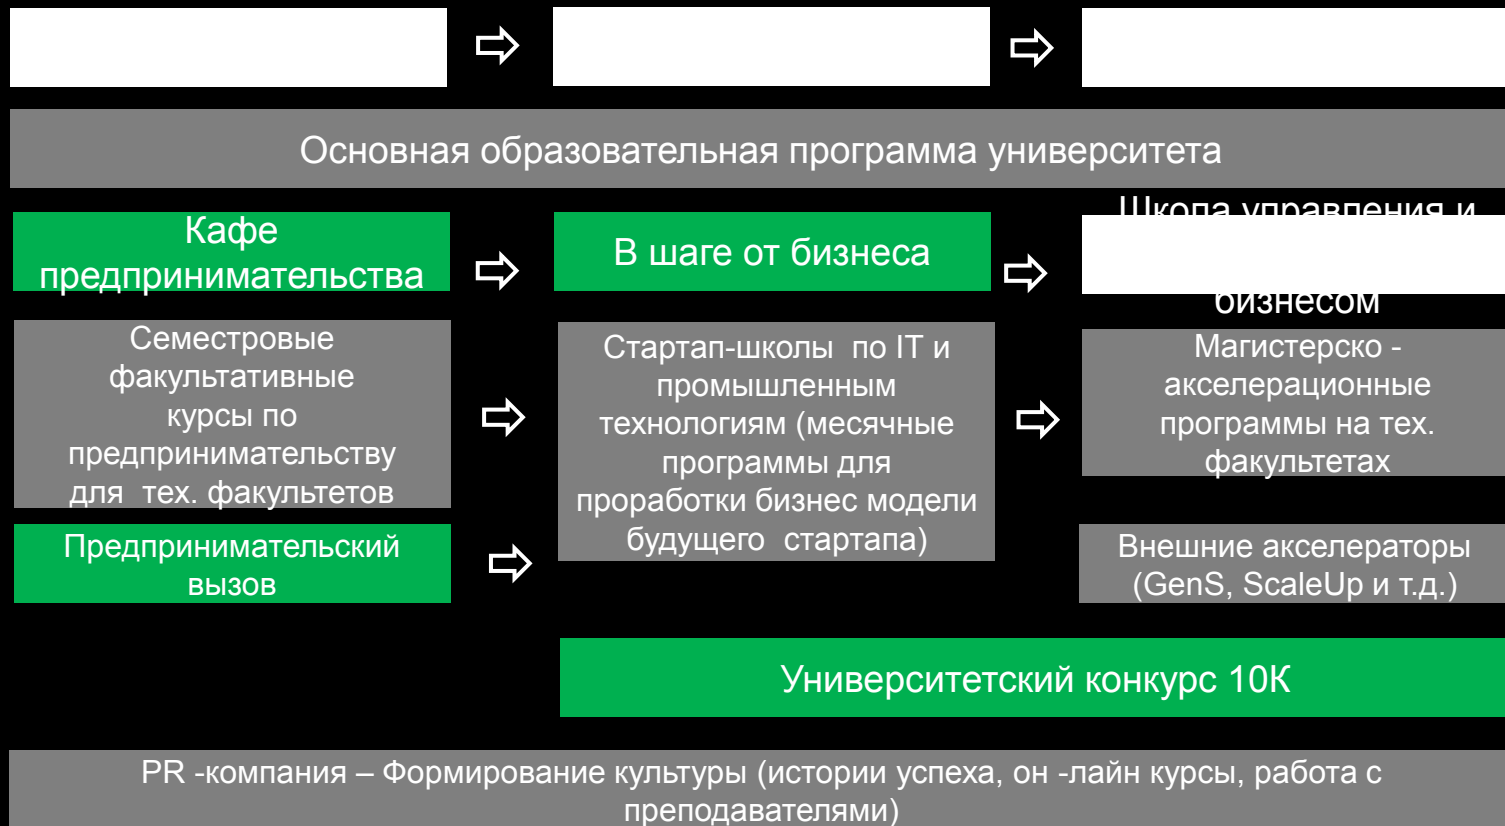 Основная образовательная программа университета
Кафе
предпринимательства
В шаге от бизнеса
Школа управления и
бизнесом
Семестровые
факультативные
курсы по
предпринимательству
для тех. факультетов
Стартап-школы по IT и
промышленным
технологиям (месячные
программы для
проработки бизнес модели
будущего стартапа)
Магистерско -
акселерационные
программы на тех.
факультетах
Предпринимательский
вызов
Внешние акселераторы
(GenS, ScaleUp и т.д.)
Университетский конкурс 10К
PR -компания – Формирование культуры (истории успеха, он -лайн курсы, работа с
преподавателями)